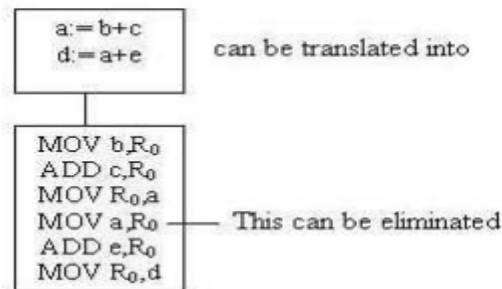 a:= b+c
d:= a+e
can be translated into
MOV b,R₀
ADD c,R₀
MOV R₀,a
MOV a,R₀
This can be eliminated
ADD e,R₀
MOV R₀,d